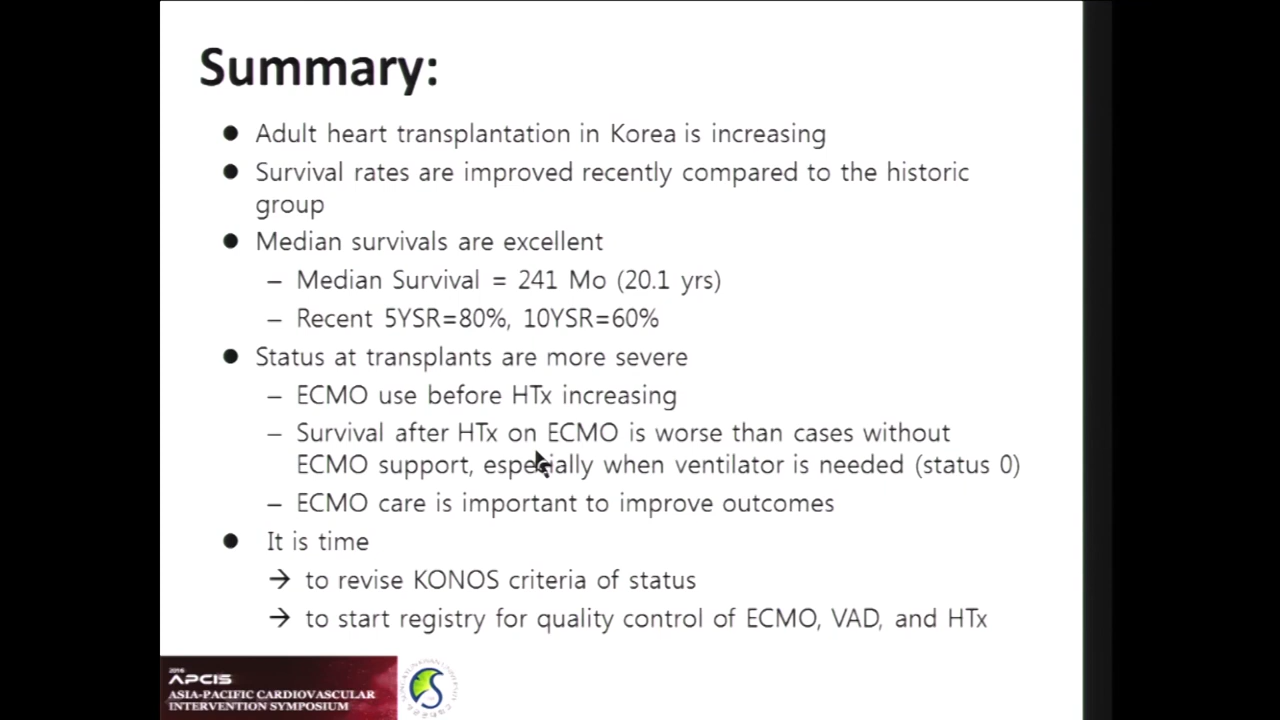 Summary:
● Adult heart transplantation in Korea is increasing
● Survival rates are improved recently compared to the historic
group
● Median survivals are excellent
– Median Survival = 241 Mo (20.1 yrs)
– Recent 5YSR=80%, 10YSR=60%
● Status at transplants are more severe
– ECMO use before HTx increasing
– Survival after HTx on ECMO is worse than cases without
ECMO support, especially when ventilator is needed (status 0)
– ECMO care is important to improve outcomes
● It is time
→ to revise KONOS criteria of status
→ to start registry for quality control of ECMO, VAD, and HTx
2016
APCIS
ASIA-PACIFIC CARDIOVASCULAR
INTERVENTION SYMPOSIUM